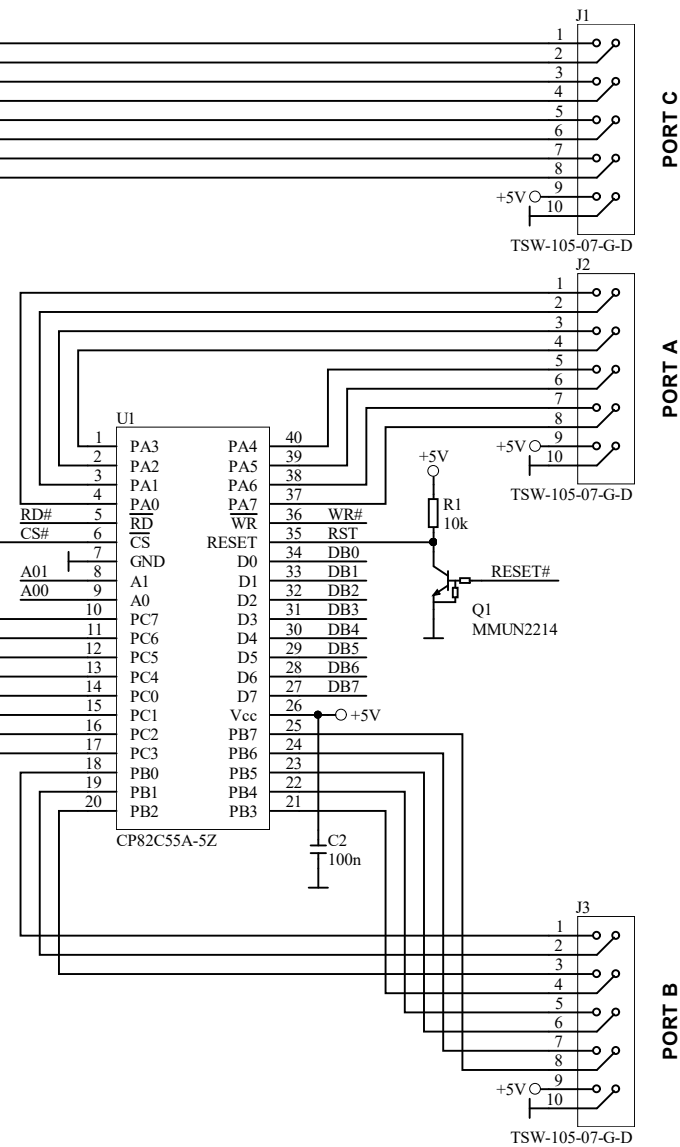 J1
1
2
3
4
5
6
7
8
+5V 9
10
TSW-105-07-G-D
PORT C
J2
1
2
3
4
5
6
7
8
+5V 9
10
TSW-105-07-G-D
PORT A
U1
1 PA3 PA4 40
2 PA2 PA5 39
3 PA1 PA6 38
4 PA0 PA7 37
RD# 5 RD WR 36 WR#
CS# 6 CS RESET 35 RST
7 GND D0 34 DB0
A01 8 A1 D1 33 DB1
A00 9 A0 D2 32 DB2
10 PC7 D3 31 DB3
11 PC6 D4 30 DB4
12 PC5 D5 29 DB5
13 PC4 D6 28 DB6
14 PC0 D7 27 DB7
15 PC1 Vcc 26 +5V
16 PC2 PB7 25
17 PC3 PB6 24
18 PB0 PB5 23
19 PB1 PB4 22
20 PB2 PB3 21
CP82C55A-5Z
+5V
R1
10k
RESET#
Q1
MMUN2214
C2
100n
J3
1
2
3
4
5
6
7
8
+5V 9
10
TSW-105-07-G-D
PORT B